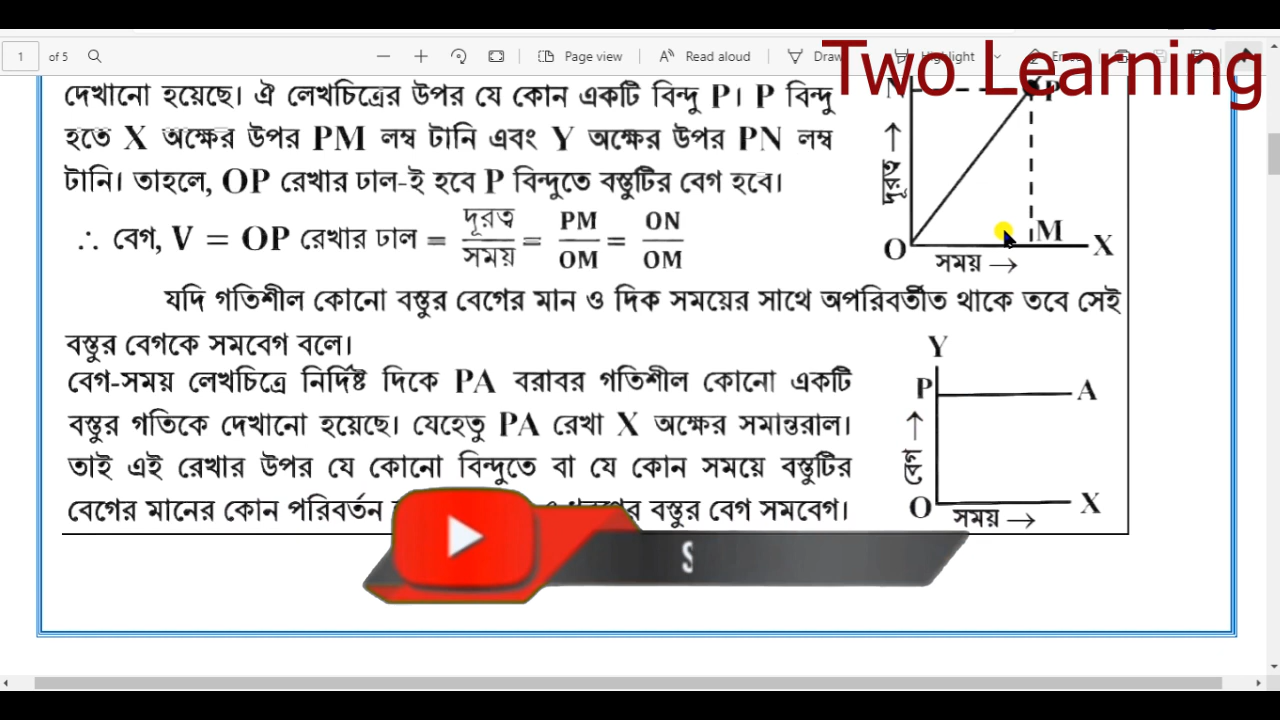 1 of 5 Page view Read aloud Draw Highlight
Two Learning
দেখানো হয়েছে। ঐ লেখচিত্রের উপর যে কোন একটি বিন্দু P। P বিন্দু
হতে X অক্ষের উপর PM লম্ব টানি এবং Y অক্ষের উপর PN লম্ব
টানি। তাহলে, OP রেখার ঢাল-ই হবে P বিন্দুতে বস্তুটির বেগ হবে।
∴ বেগ, V = OP রেখার ঢাল = দূরত্ব/সময় = PM/OM = ON/OM
N P
দূরত্ব →
O M X
সময় →
যদি গতিশীল কোনো বস্তুর বেগের মান ও দিক সময়ের সাথে অপরিবর্তীত থাকে তবে সেই
বস্তুর বেগকে সমবেগ বলে।
বেগ-সময় লেখচিত্রে নির্দিষ্ট দিকে PA বরাবর গতিশীল কোনো একটি
বস্তুর গতিকে দেখানো হয়েছে। যেহেতু PA রেখা X অক্ষের সমান্তরাল।
তাই এই রেখার উপর যে কোনো বিন্দুতে বা যে কোন সময়ে বস্তুটির
বেগের মানের কোন পরিবর্তন বস্তুর বেগ সমবেগ।
Y
P A
বেগ →
O X
সময় →
S